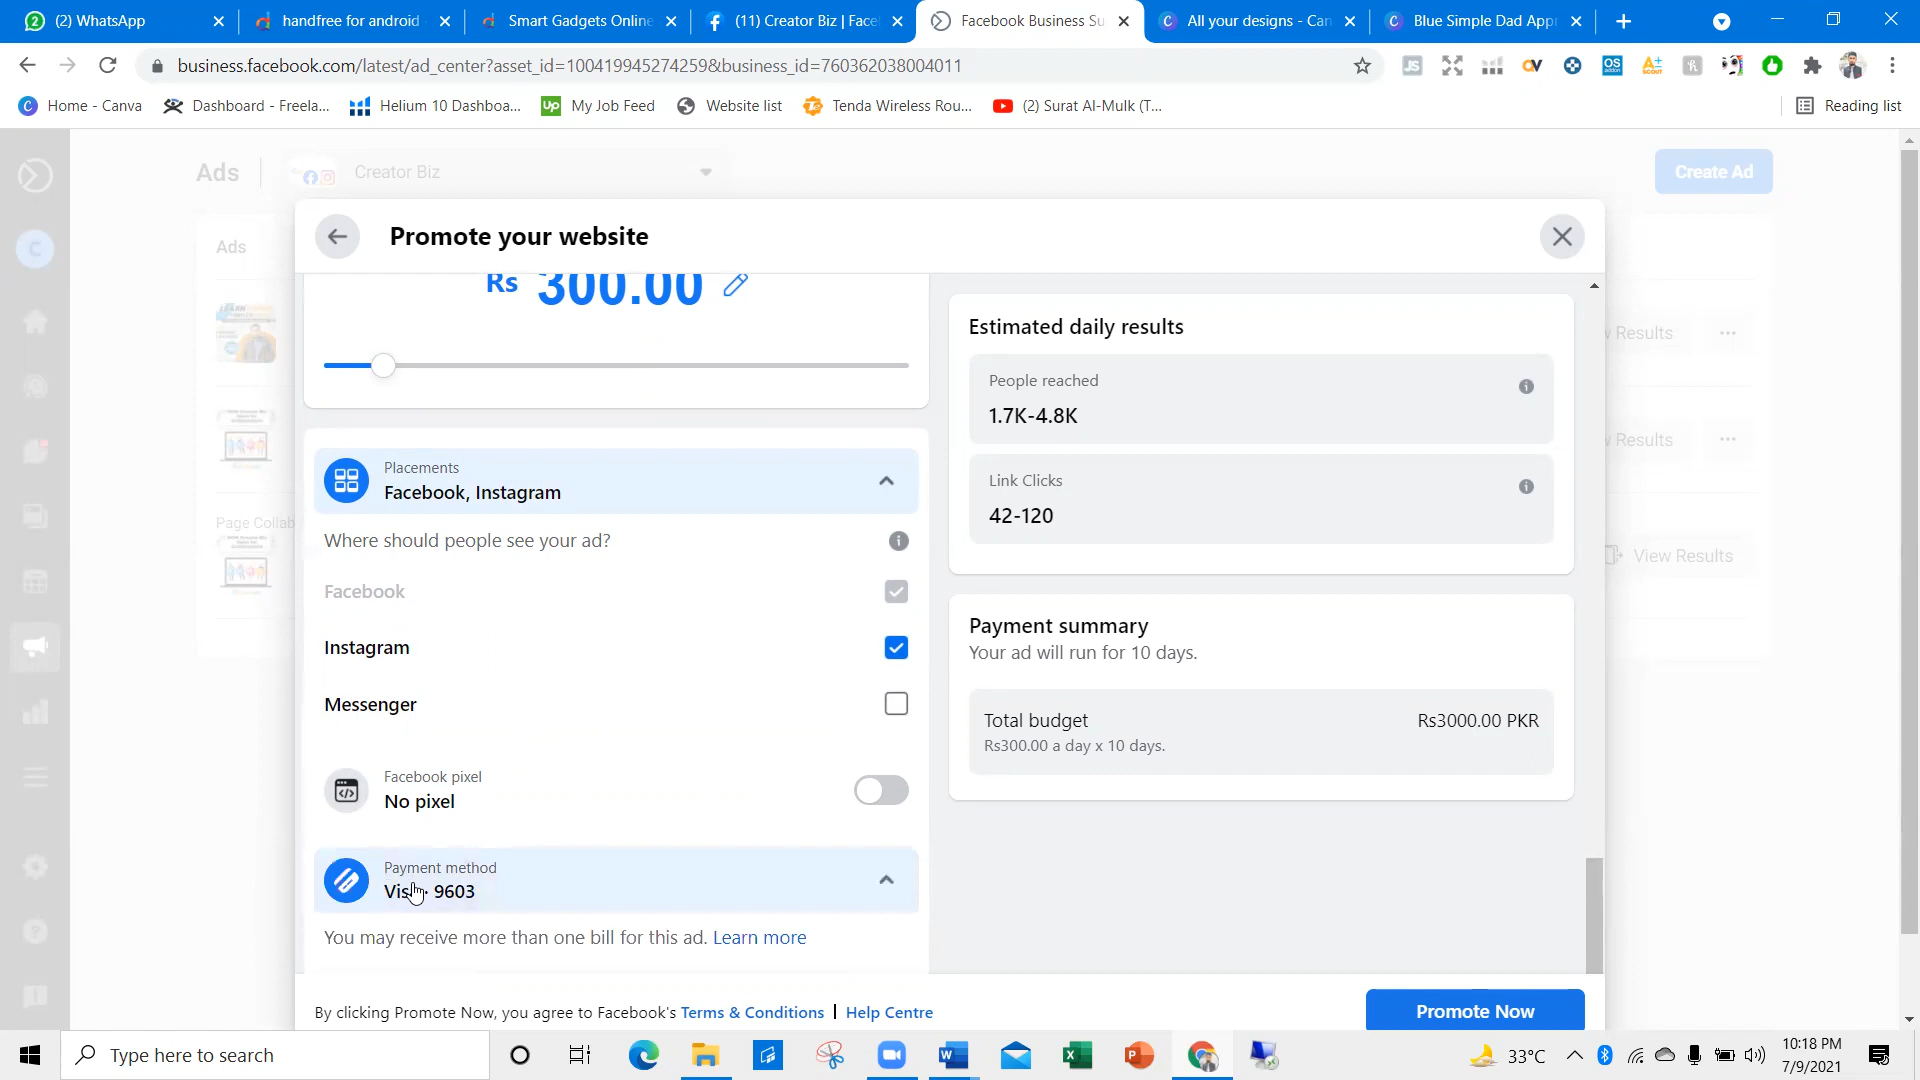 (2) WhatsApp
handfree for android
Smart Gadgets Online
(11) Creator Biz | Face
Facebook Business Su
All your designs - Can
Blue Simple Dad App
business.facebook.com/latest/ad_center?asset_id=100419945274259&business_id=760362038004011
Home - Canva
Dashboard - Freela...
Helium 10 Dashboa...
My Job Feed
Website list
Tenda Wireless Rou...
(2) Surat Al-Mulk (T...
Reading list
Ads
Creator Biz
Create Ad
Promote your website
Ads
Rs 300.00
Estimated daily results
People reached
1.7K-4.8K
Link Clicks
42-120
w Results
w Results
Page Collab
View Results
Placements
Facebook, Instagram
Where should people see your ad?
Facebook
Instagram
Messenger
Facebook pixel
No pixel
Payment method
Vis · 9603
You may receive more than one bill for this ad. Learn more
Payment summary
Your ad will run for 10 days.
Total budget
Rs3000.00 PKR
Rs300.00 a day x 10 days.
By clicking Promote Now, you agree to Facebook's Terms & Conditions | Help Centre
Promote Now
Type here to search
33°C
10:18 PM
7/9/2021